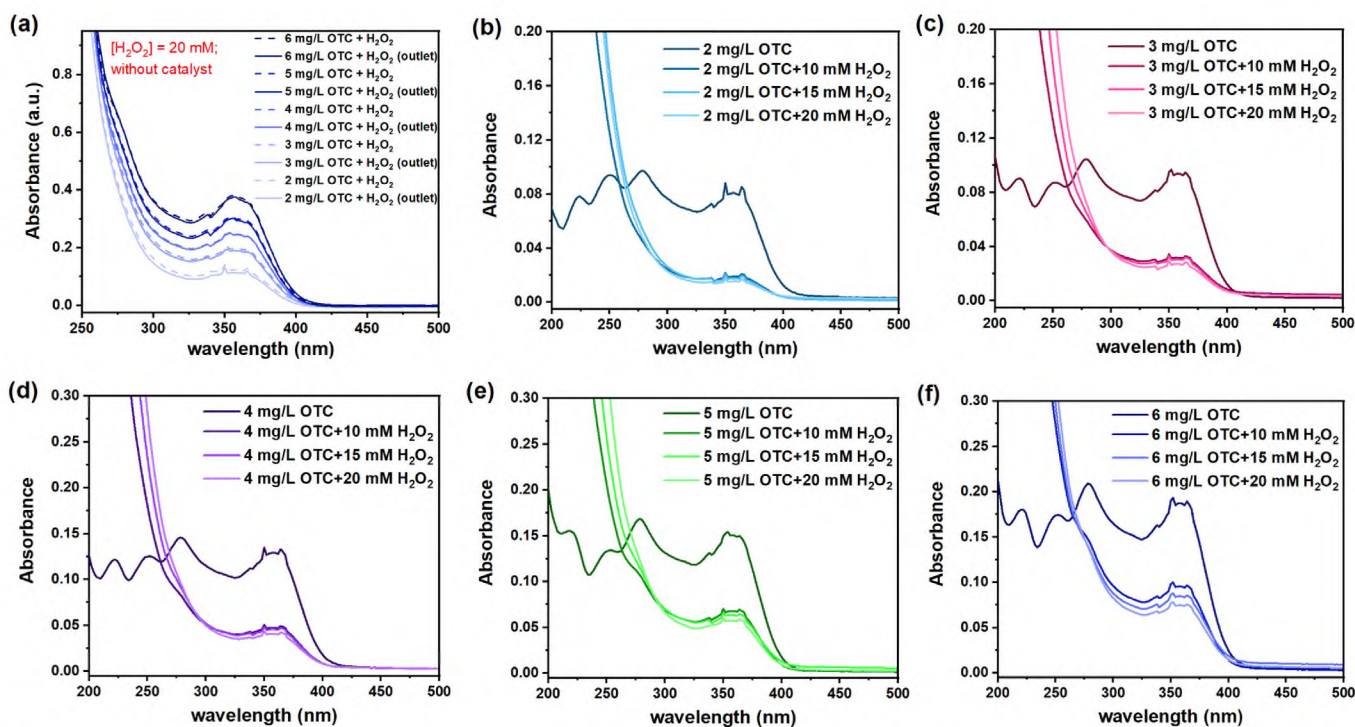 (a)
[H₂O₂] = 20 mM;
without catalyst
6 mg/L OTC + H₂O₂
6 mg/L OTC + H₂O₂ (outlet)
5 mg/L OTC + H₂O₂
5 mg/L OTC + H₂O₂ (outlet)
4 mg/L OTC + H₂O₂
4 mg/L OTC + H₂O₂ (outlet)
3 mg/L OTC + H₂O₂
3 mg/L OTC + H₂O₂ (outlet)
2 mg/L OTC + H₂O₂
2 mg/L OTC + H₂O₂ (outlet)
Absorbance (a.u.)
0.8
0.6
0.4
0.2
0.0
250 300 350 400 450 500
wavelength (nm)
(b)
2 mg/L OTC
2 mg/L OTC+10 mM H₂O₂
2 mg/L OTC+15 mM H₂O₂
2 mg/L OTC+20 mM H₂O₂
Absorbance
0.20
0.16
0.12
0.08
0.04
0.00
200 250 300 350 400 450 500
wavelength (nm)
(c)
3 mg/L OTC
3 mg/L OTC+10 mM H₂O₂
3 mg/L OTC+15 mM H₂O₂
3 mg/L OTC+20 mM H₂O₂
Absorbance
0.20
0.16
0.12
0.08
0.04
0.00
200 250 300 350 400 450 500
wavelength (nm)
(d)
4 mg/L OTC
4 mg/L OTC+10 mM H₂O₂
4 mg/L OTC+15 mM H₂O₂
4 mg/L OTC+20 mM H₂O₂
Absorbance
0.30
0.25
0.20
0.15
0.10
0.05
0.00
200 250 300 350 400 450 500
wavelength (nm)
(e)
5 mg/L OTC
5 mg/L OTC+10 mM H₂O₂
5 mg/L OTC+15 mM H₂O₂
5 mg/L OTC+20 mM H₂O₂
Absorbance
0.30
0.25
0.20
0.15
0.10
0.05
0.00
200 250 300 350 400 450 500
wavelength (nm)
(f)
6 mg/L OTC
6 mg/L OTC+10 mM H₂O₂
6 mg/L OTC+15 mM H₂O₂
6 mg/L OTC+20 mM H₂O₂
Absorbance
0.30
0.25
0.20
0.15
0.10
0.05
0.00
200 250 300 350 400 450 500
wavelength (nm)